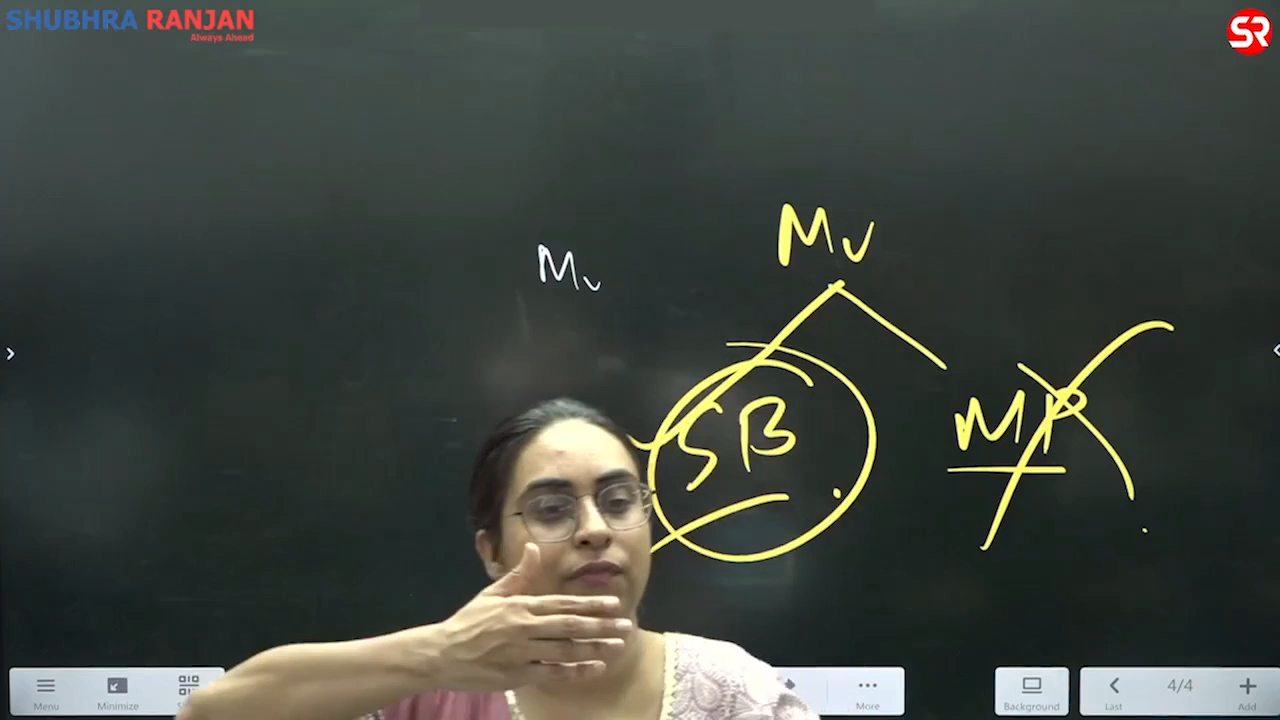 SHUBHRA RANJAN
Always Ahead
SR
Mv
Mv
SB
MP
Menu
Minimize
More
Background
Last
4/4
Add